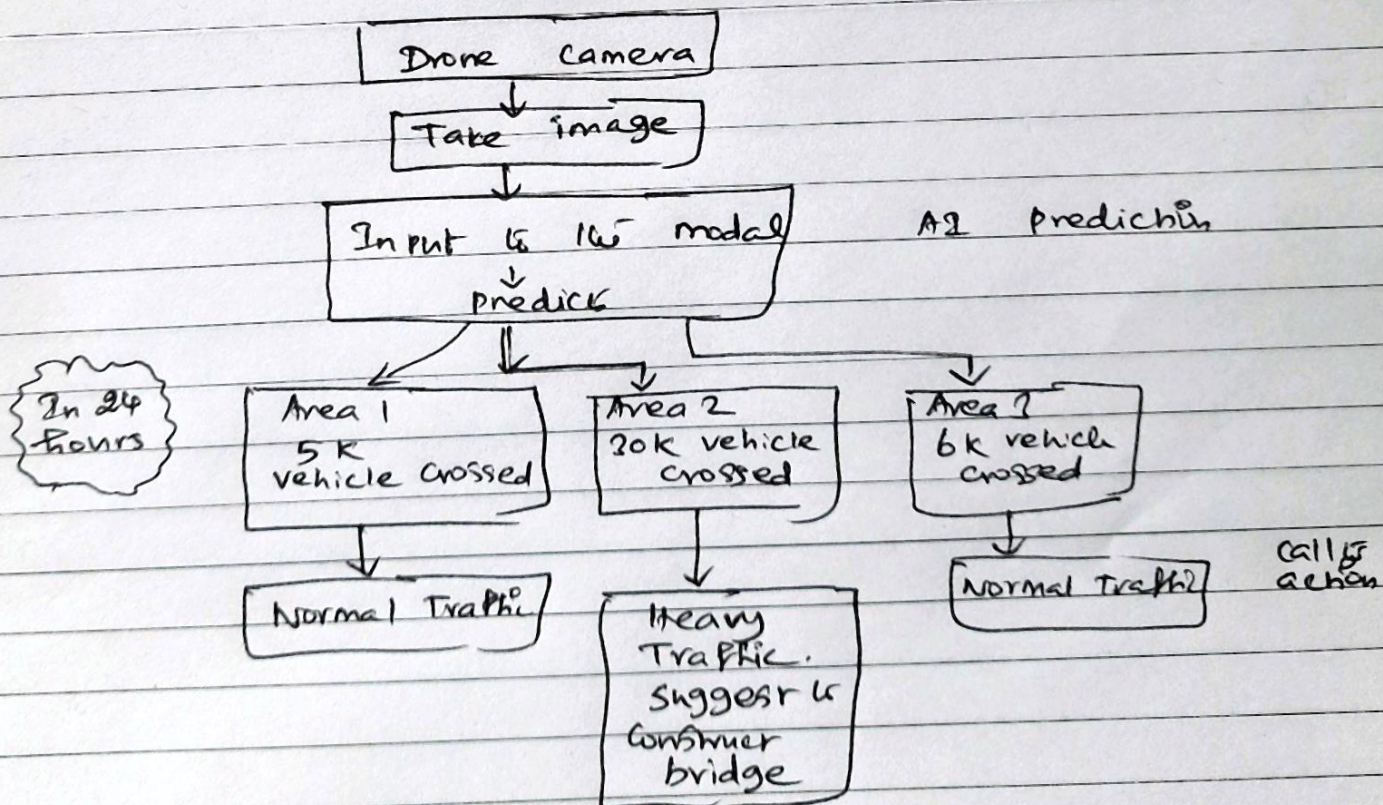 Drone camera
Take image
Input to the modal
predict
AI prediction
In 24
hours
Area 1
5K
vehicle crossed
Area 2
30K vehicle
crossed
Area 3
6K vehicle
crossed
Normal Traffic
Heavy
Traffic.
suggest to
Construct
bridge
Normal Traffic
call to
action